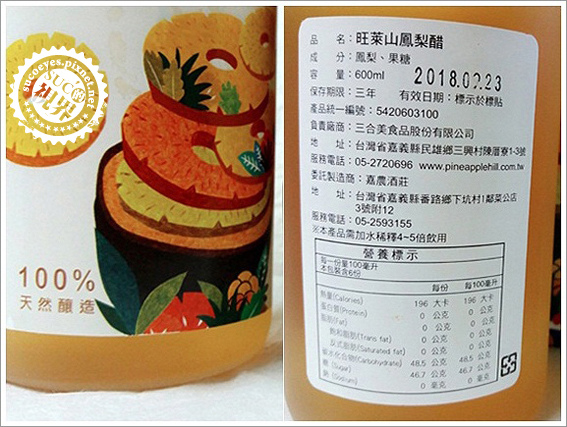 sucoeyes.pixnet.net
SUCO的
100%
天然釀造
品　名：旺萊山鳳梨醋
成　分：鳳梨、果糖
容　量：600ml
2018.02.23
保存期限：三年　有效日期：標示於標貼
產品統一編號：5420603100
負責廠商：三合美食品股份有限公司
地　址：台灣省嘉義縣民雄鄉三興村陳厝寮1-3號
服務電話：05-2720696 www.pineapplehill.com.tw
委託製造商：嘉農酒莊
地　址：台灣省嘉義縣番路鄉下坑村1鄰菜公店
3號附12
服務電話：05-2593155
※本產品需加水稀釋4~5倍飲用
營養標示
每一份量100毫升
本包裝含6份
每份　每100毫升
熱量(Calories) 196 大卡 196 大卡
蛋白質(Protein) 0 公克 0 公克
脂肪(Fat) 0 公克 0 公克
飽和脂肪(Trans fat) 0 公克 0 公克
反式脂肪(Saturated fat) 0 公克 0 公克
碳水化合物(Carbohydrate) 48.5 公克 48.5 公克
糖 (Sugar) 46.7 公克 46.7 公克
鈉 (Sodium) 0 毫克 0 毫克